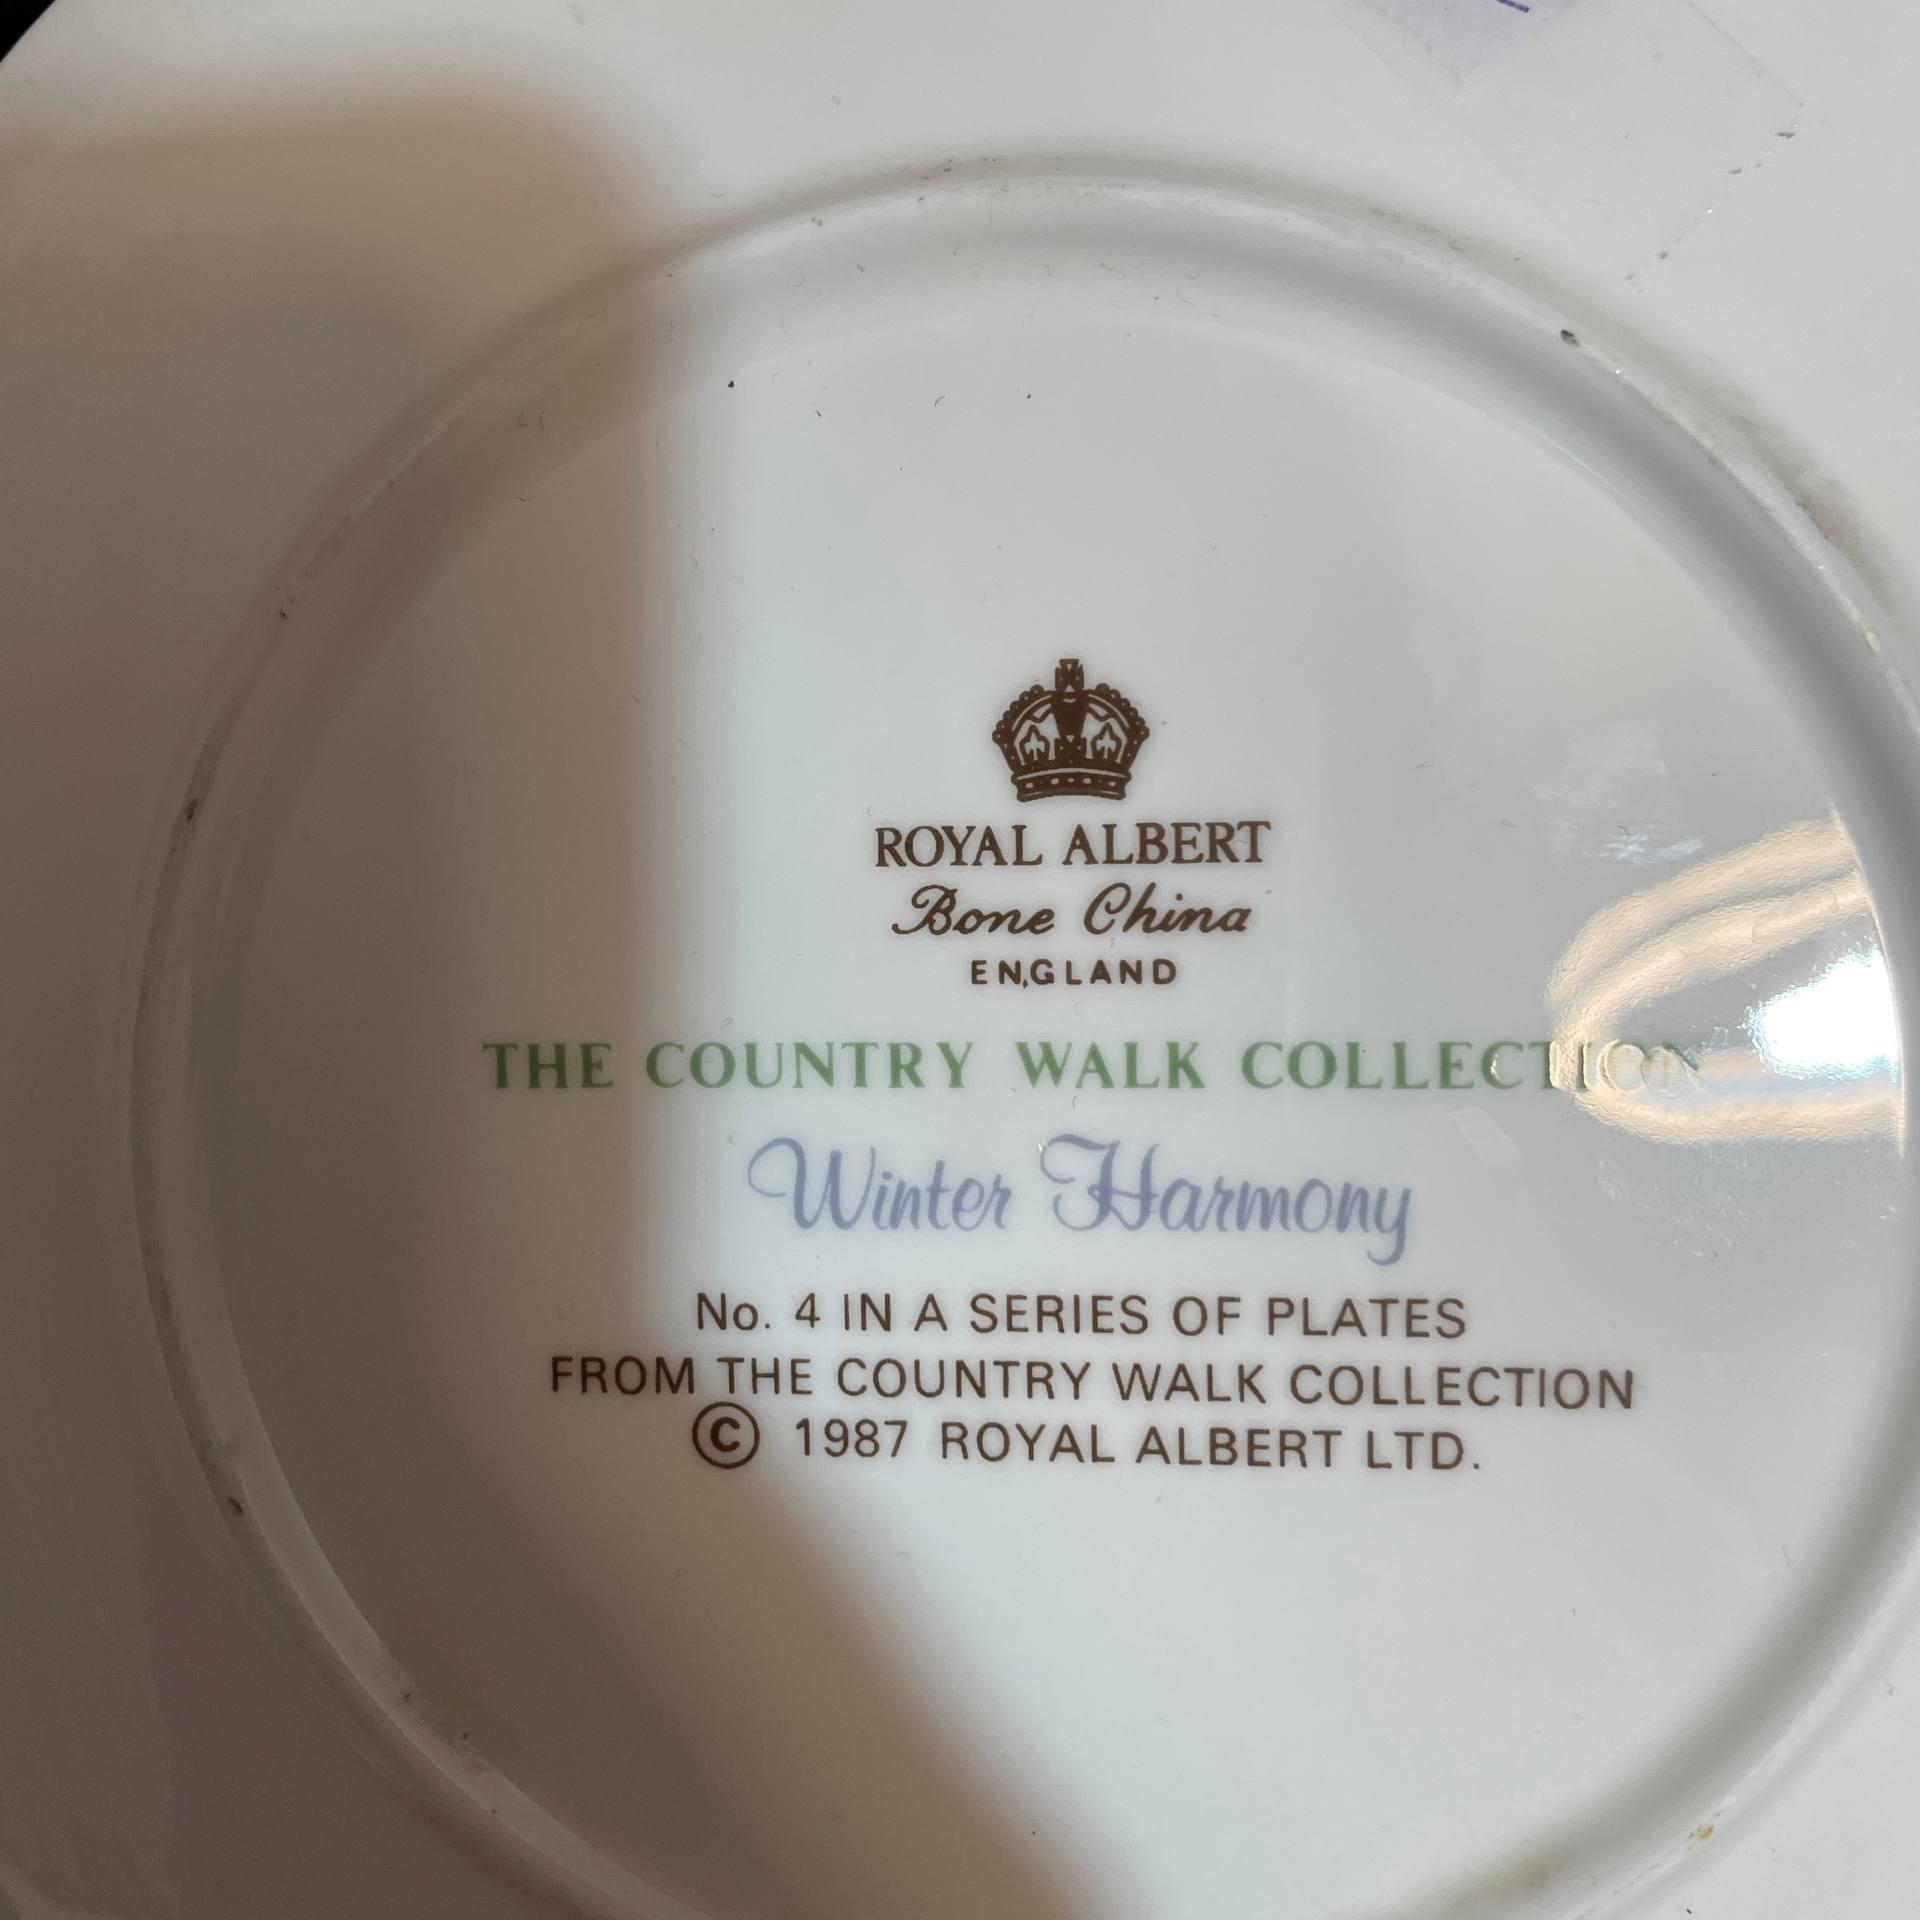 ROYAL ALBERT
Bone China
ENGLAND
THE COUNTRY WALK COLLECTION
Winter Harmony
No. 4 IN A SERIES OF PLATES
FROM THE COUNTRY WALK COLLECTION
© 1987 ROYAL ALBERT LTD.